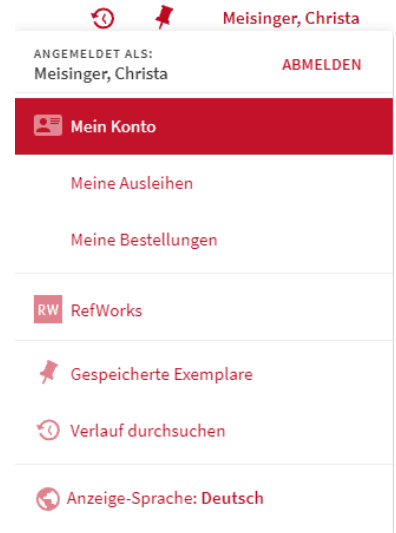 Meisinger, Christa
ANGEMELDET ALS:
Meisinger, Christa
ABMELDEN
Mein Konto
Meine Ausleihen
Meine Bestellungen
RW RefWorks
Gespeicherte Exemplare
Verlauf durchsuchen
Anzeige-Sprache: Deutsch